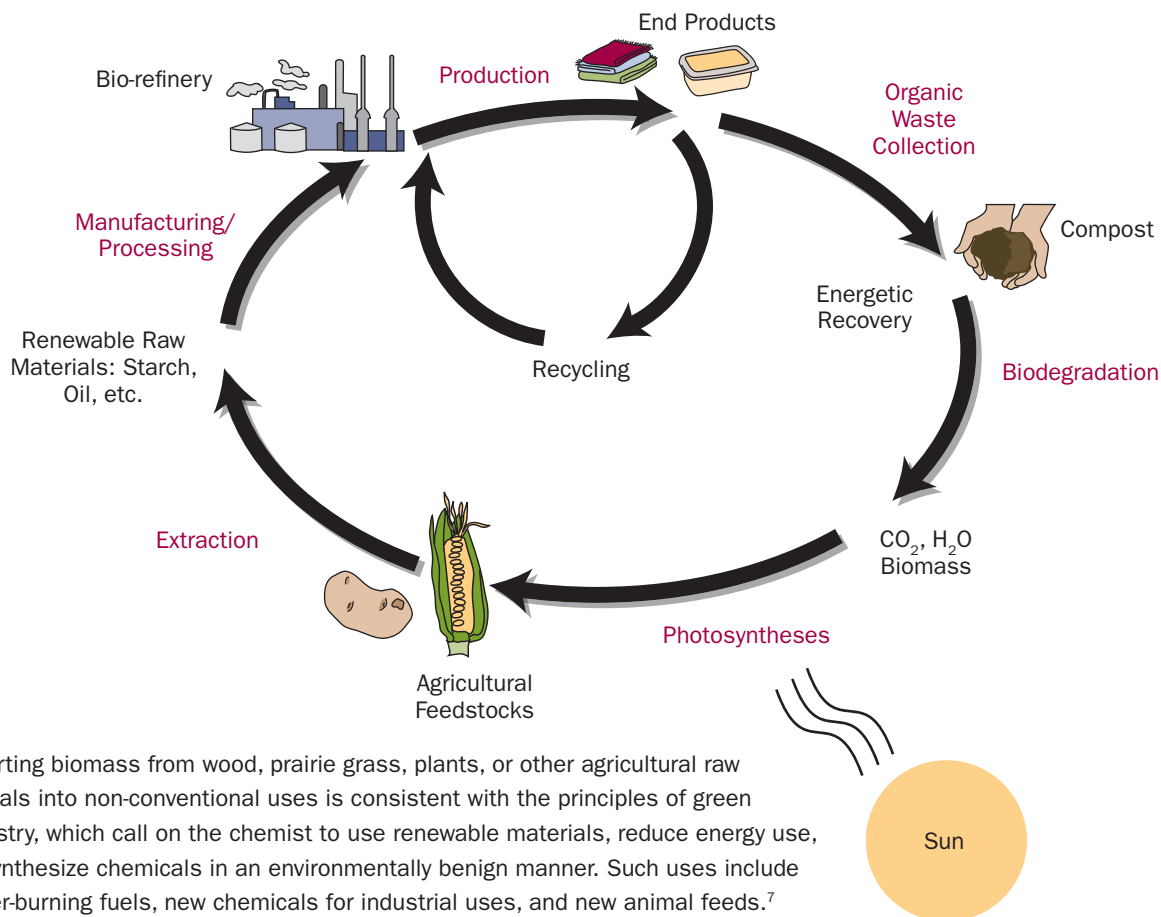 End Products
Bio-refinery
Production
Organic
Waste
Collection
Manufacturing/
Processing
Compost
Energetic
Recovery
Renewable Raw
Materials: Starch,
Oil, etc.
Recycling
Biodegradation
Extraction
CO₂, H₂O
Biomass
Photosyntheses
Agricultural
Feedstocks
Sun
rting biomass from wood, prairie grass, plants, or other agricultural raw
als into non-conventional uses is consistent with the principles of green
stry, which call on the chemist to use renewable materials, reduce energy use,
ynthesize chemicals in an environmentally benign manner. Such uses include
er-burning fuels, new chemicals for industrial uses, and new animal feeds.⁷